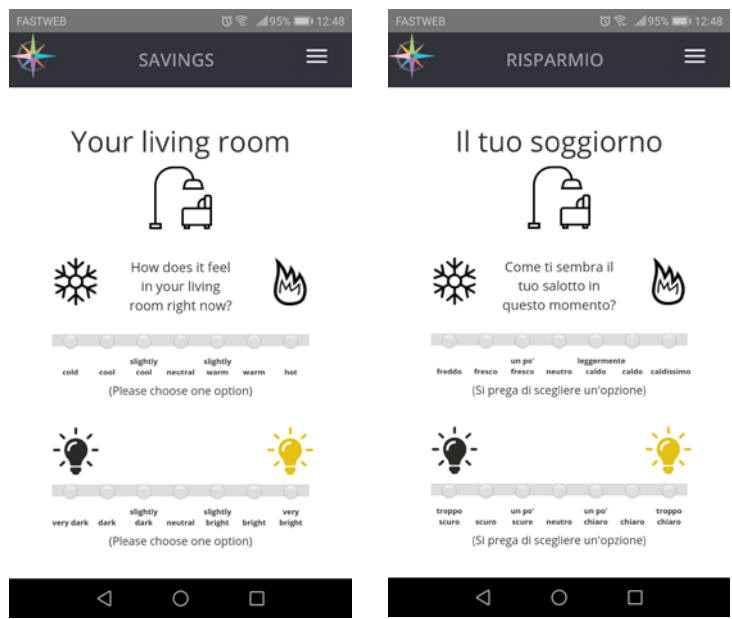 FASTWEB 95% 12:48
SAVINGS
Your living room
How does it feel
in your living
room right now?
cold cool slightly cool neutral slightly warm warm hot
(Please choose one option)
very dark dark slightly dark neutral slightly bright bright very bright
(Please choose one option)
FASTWEB 95% 12:48
RISPARMIO
Il tuo soggiorno
Come ti sembra il
tuo salotto in
questo momento?
freddo fresco un po' fresco neutro leggermente caldo caldo caldissimo
(Si prega di scegliere un'opzione)
troppo scuro scuro un po' scuro neutro un po' chiaro chiaro troppo chiaro
(Si prega di scegliere un'opzione)